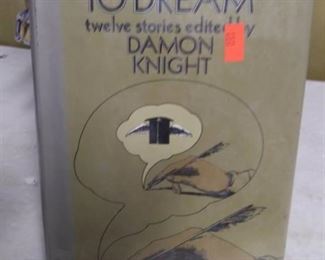 TO DREAM
twelve stories edited by
DAMON
KNIGHT